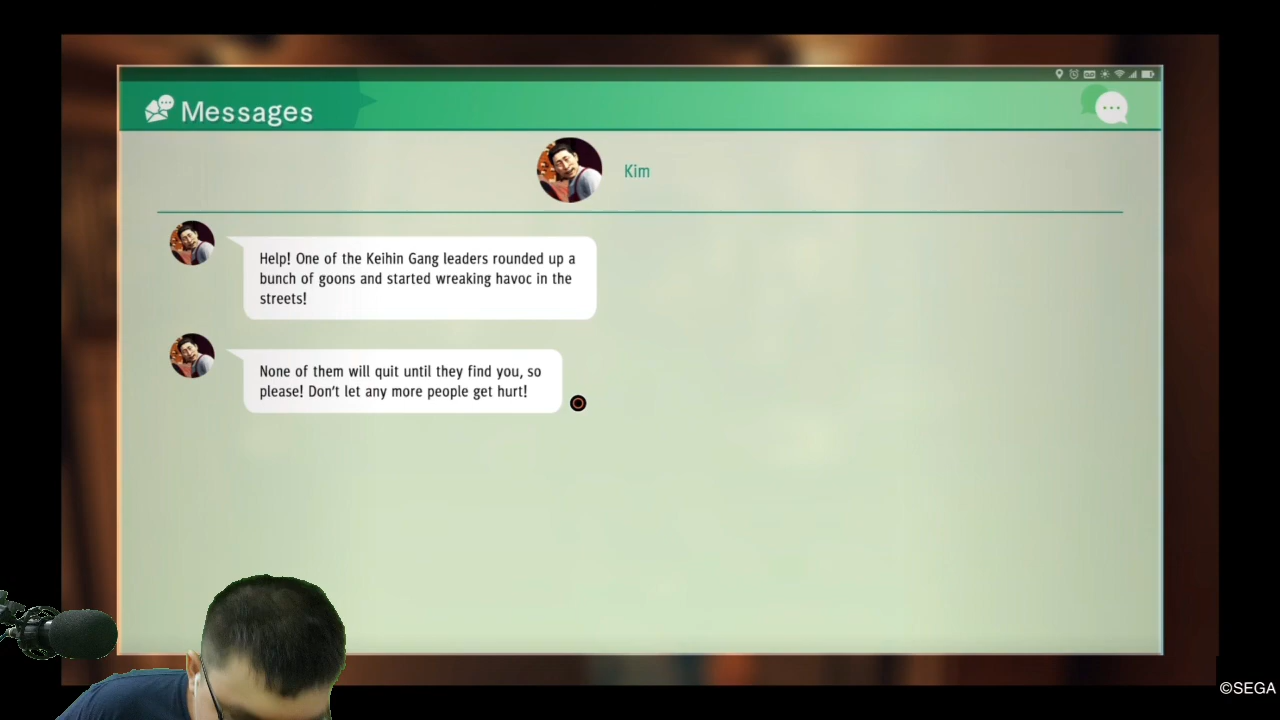 Messages
Kim
Help! One of the Keihin Gang leaders rounded up a
bunch of goons and started wreaking havoc in the
streets!
None of them will quit until they find you, so
please! Don't let any more people get hurt!
©SEGA